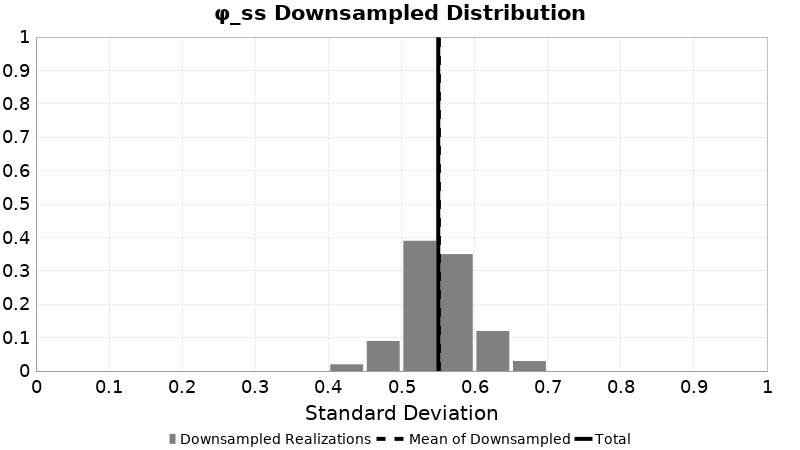 φ_ss Downsampled Distribution
1
0.9
0.8
0.7
0.6
0.5
0.4
0.3
0.2
0.1
0
0 0.1 0.2 0.3 0.4 0.5 0.6 0.7 0.8 0.9 1
Standard Deviation
Downsampled Realizations Mean of Downsampled Total